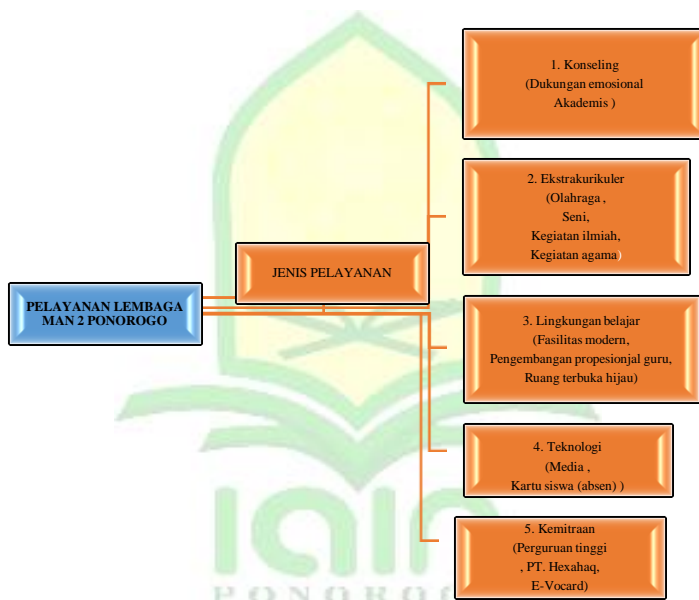 PELAYANAN LEMBAGA
MAN 2 PONOROGO
JENIS PELAYANAN
1. Konseling
(Dukungan emosional
Akademis )
2. Ekstrakurikuler
(Olahraga ,
Seni,
Kegiatan ilmiah,
Kegiatan agama)
3. Lingkungan belajar
(Fasilitas modern,
Pengembangan propesionjal guru,
Ruang terbuka hijau)
4. Teknologi
(Media ,
Kartu siswa (absen) )
5. Kemitraan
(Perguruan tinggi
, PT. Hexahaq,
E-Vocard)
iain
PONOROGO